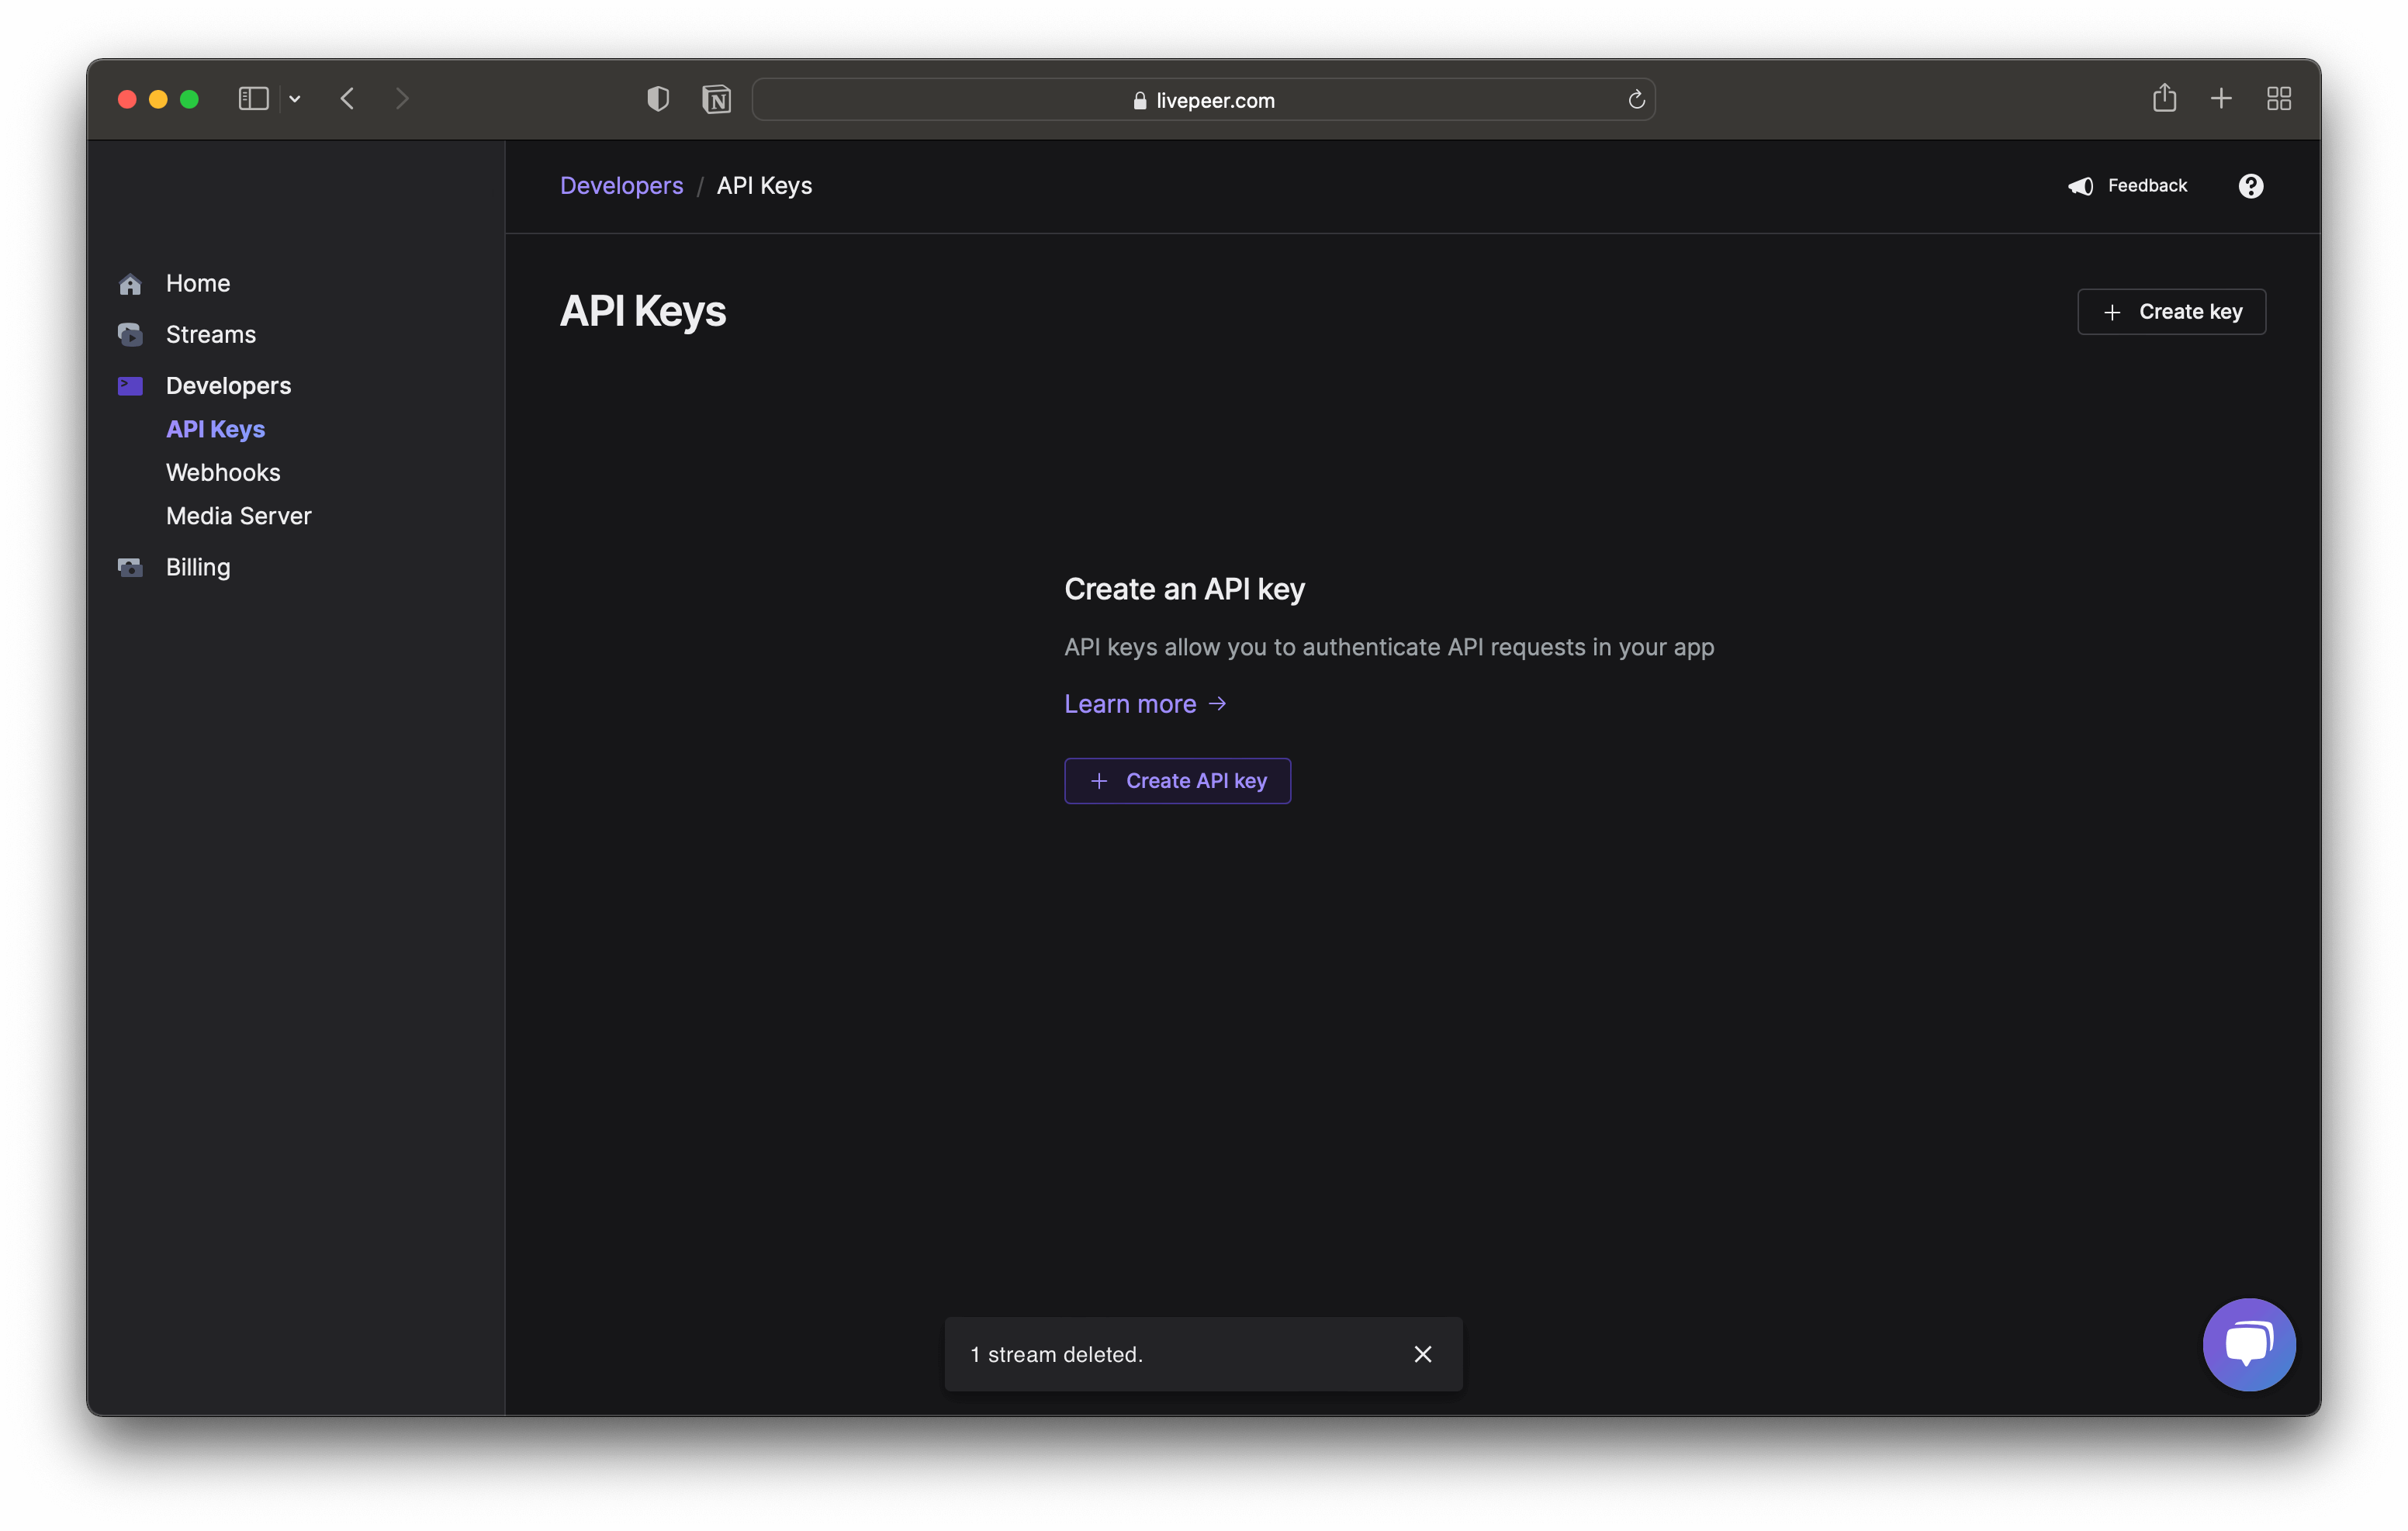 livepeer.com
Developers / API Keys
Feedback
Home
Streams
Developers
API Keys
Webhooks
Media Server
Billing
API Keys
Create key
Create an API key
API keys allow you to authenticate API requests in your app
Learn more →
Create API key
1 stream deleted.